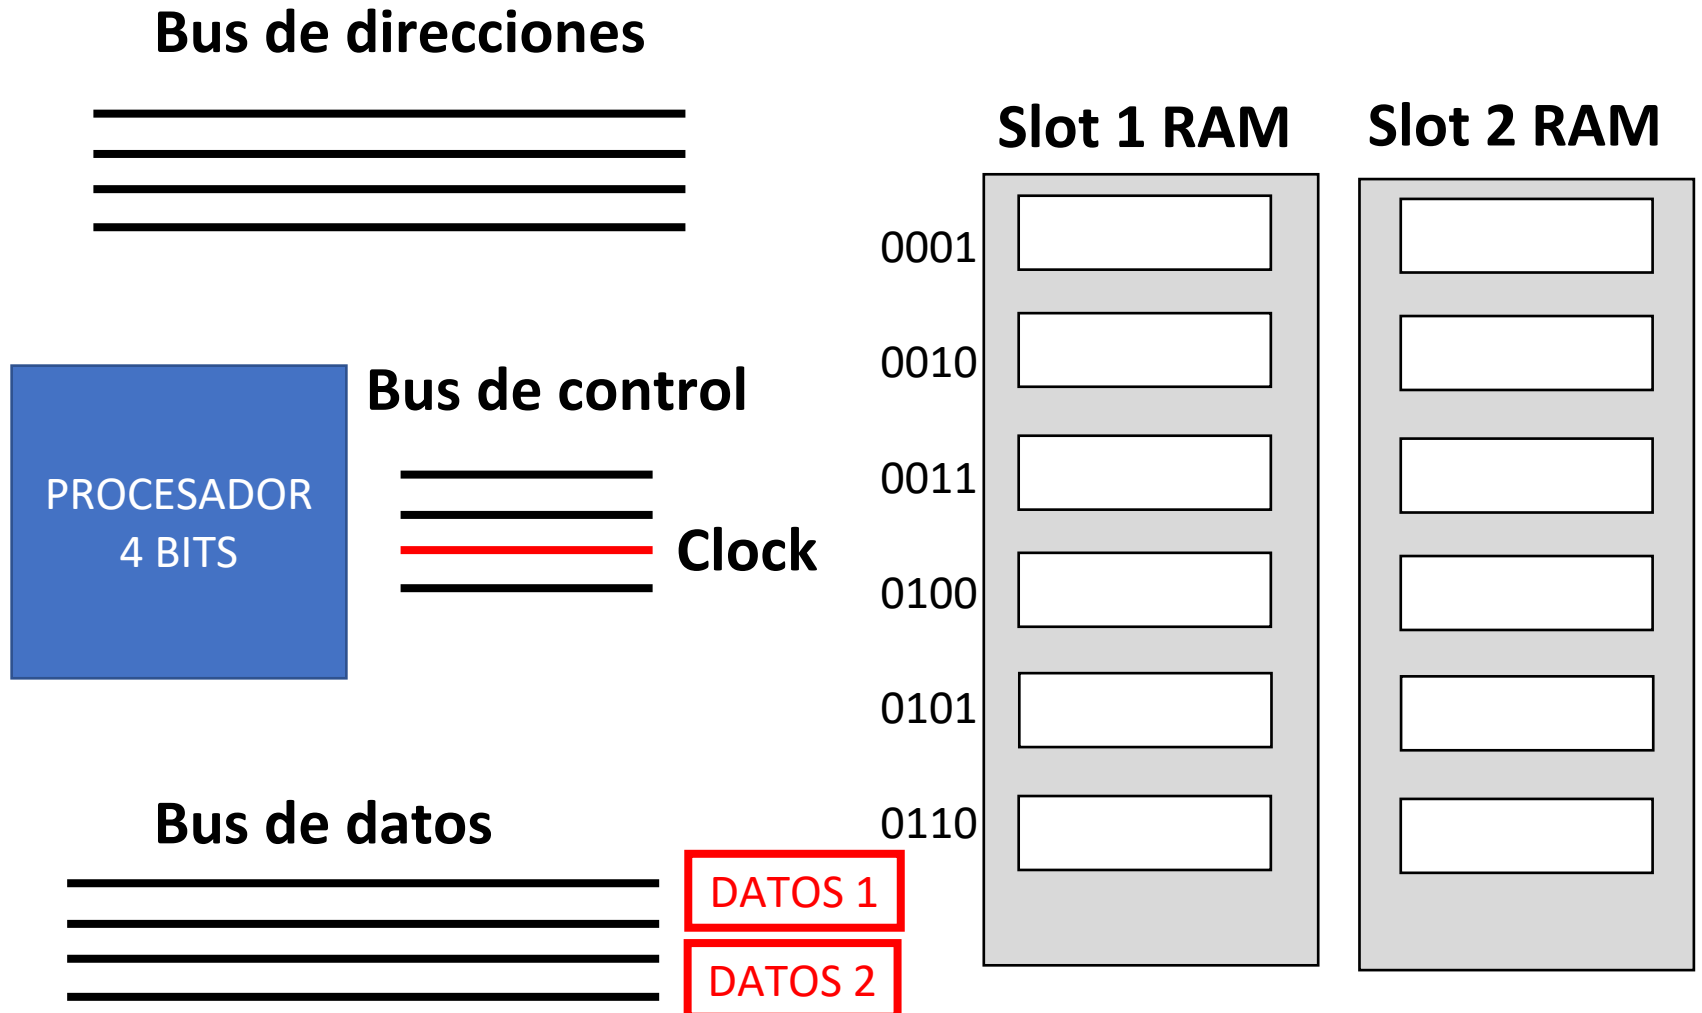 Bus de direcciones
Slot 1 RAM
Slot 2 RAM
0001
0010
0011
0100
0101
0110
Bus de control
PROCESADOR
4 BITS
Clock
Bus de datos
DATOS 1
DATOS 2